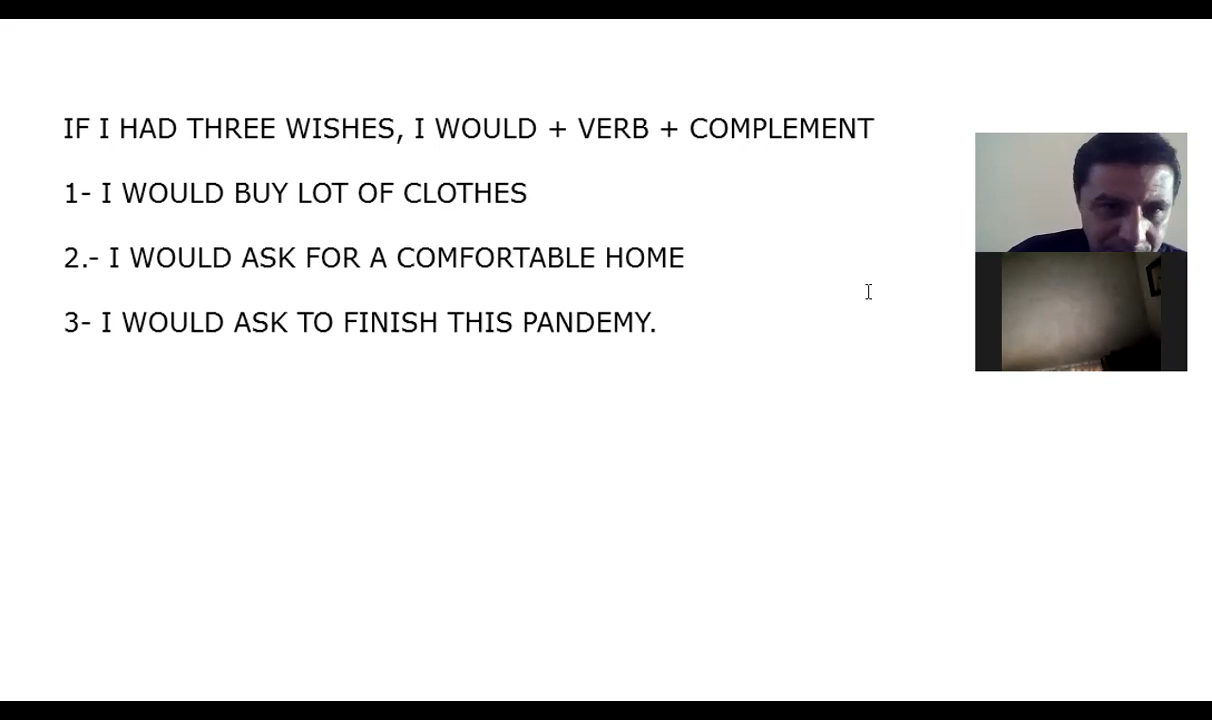 IF I HAD THREE WISHES, I WOULD + VERB + COMPLEMENT
1- I WOULD BUY LOT OF CLOTHES
2.- I WOULD ASK FOR A COMFORTABLE HOME
3- I WOULD ASK TO FINISH THIS PANDEMY.